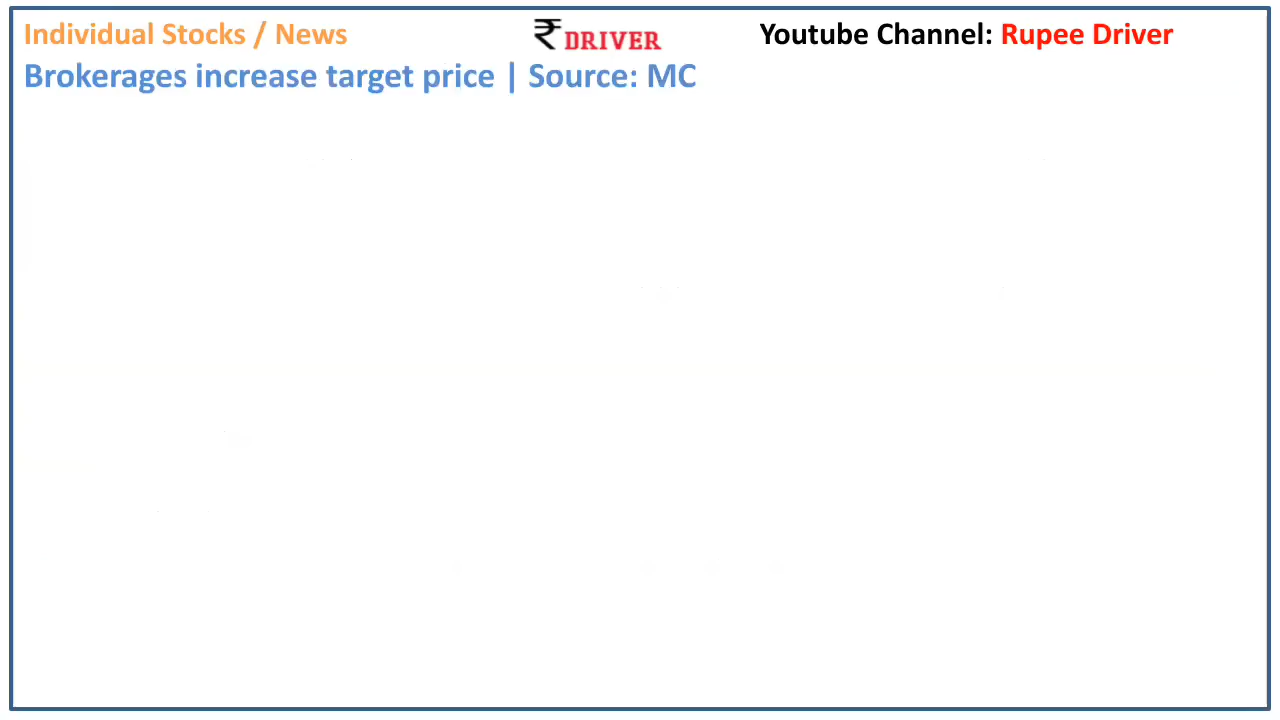 Individual Stocks / News
₹ DRIVER
Youtube Channel: Rupee Driver
Brokerages increase target price | Source: MC